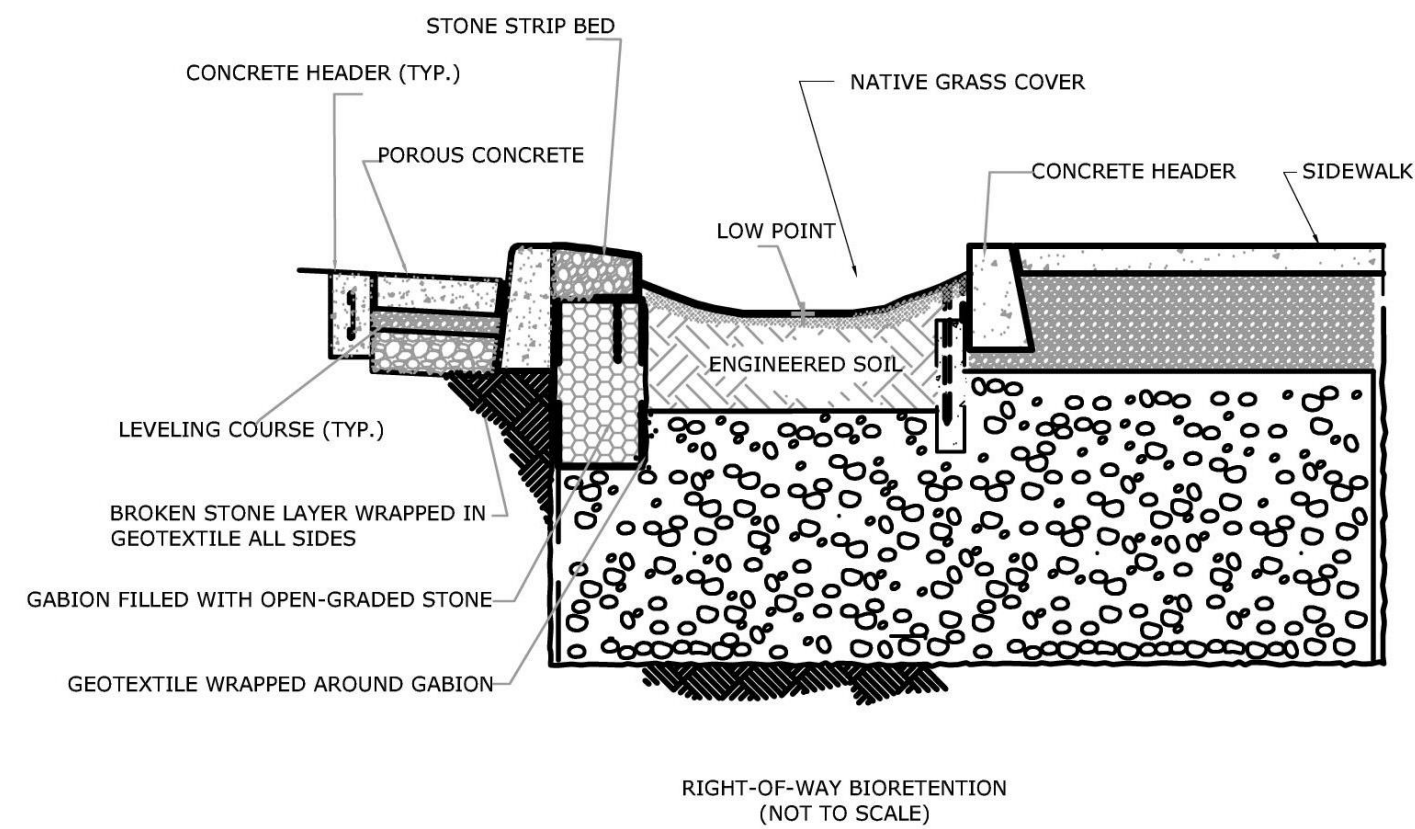 STONE STRIP BED
CONCRETE HEADER (TYP.)
NATIVE GRASS COVER
POROUS CONCRETE
CONCRETE HEADER
SIDEWALK
LOW POINT
ENGINEERED SOIL
LEVELING COURSE (TYP.)
BROKEN STONE LAYER WRAPPED IN
GEOTEXTILE ALL SIDES
GABION FILLED WITH OPEN-GRADED STONE
GEOTEXTILE WRAPPED AROUND GABION
RIGHT-OF-WAY BIORETENTION
(NOT TO SCALE)